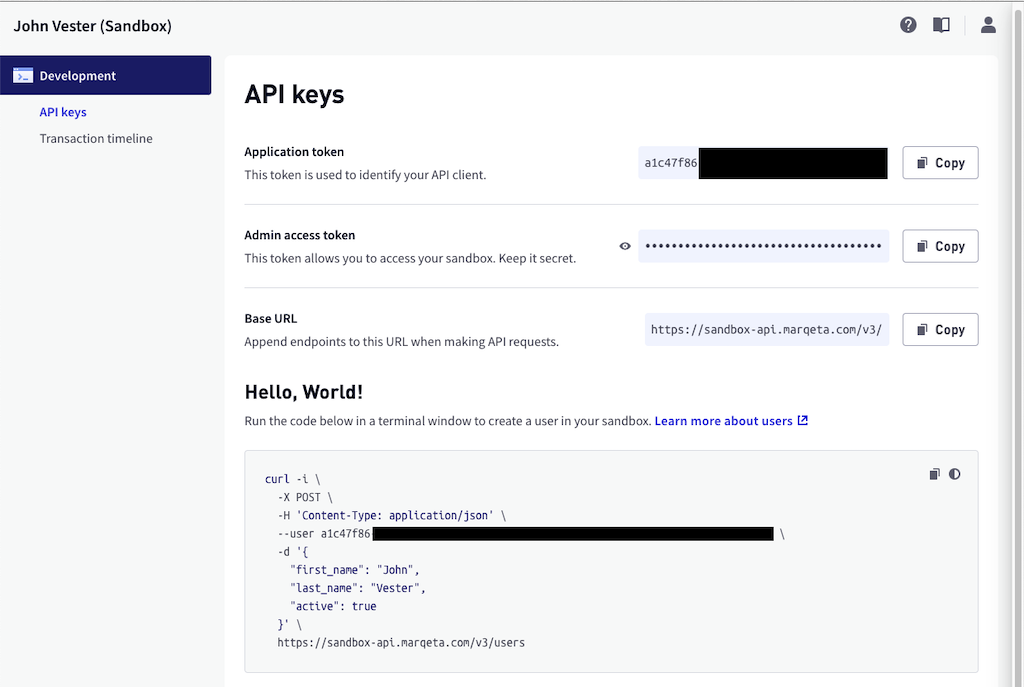 John Vester (Sandbox)
Development
API keys
Transaction timeline
API keys
Application token
This token is used to identify your API client.
a1c47f86
Copy
Admin access token
This token allows you to access your sandbox. Keep it secret.
••••••••••••••••••••••••••••••••••••
Copy
Base URL
Append endpoints to this URL when making API requests.
https://sandbox-api.marqeta.com/v3/
Copy
Hello, World!
Run the code below in a terminal window to create a user in your sandbox. Learn more about users
curl -i \
-X POST \
-H 'Content-Type: application/json' \
--user a1c47f86 \
-d '{
"first_name": "John",
"last_name": "Vester",
"active": true
}' \
https://sandbox-api.marqeta.com/v3/users